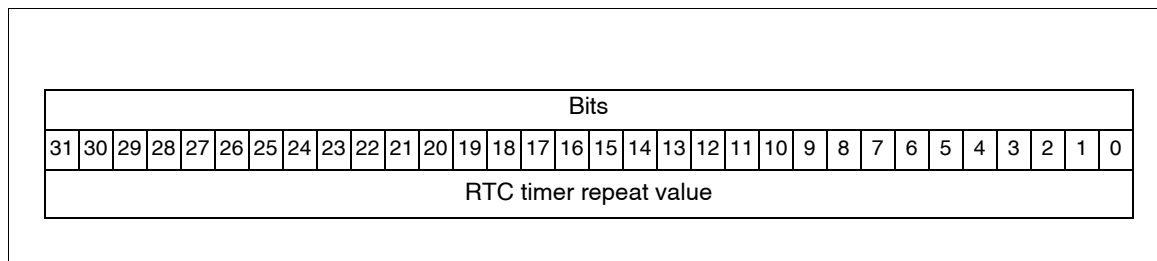 Bits
31 30 29 28 27 26 25 24 23 22 21 20 19 18 17 16 15 14 13 12 11 10 9 8 7 6 5 4 3 2 1 0
RTC timer repeat value